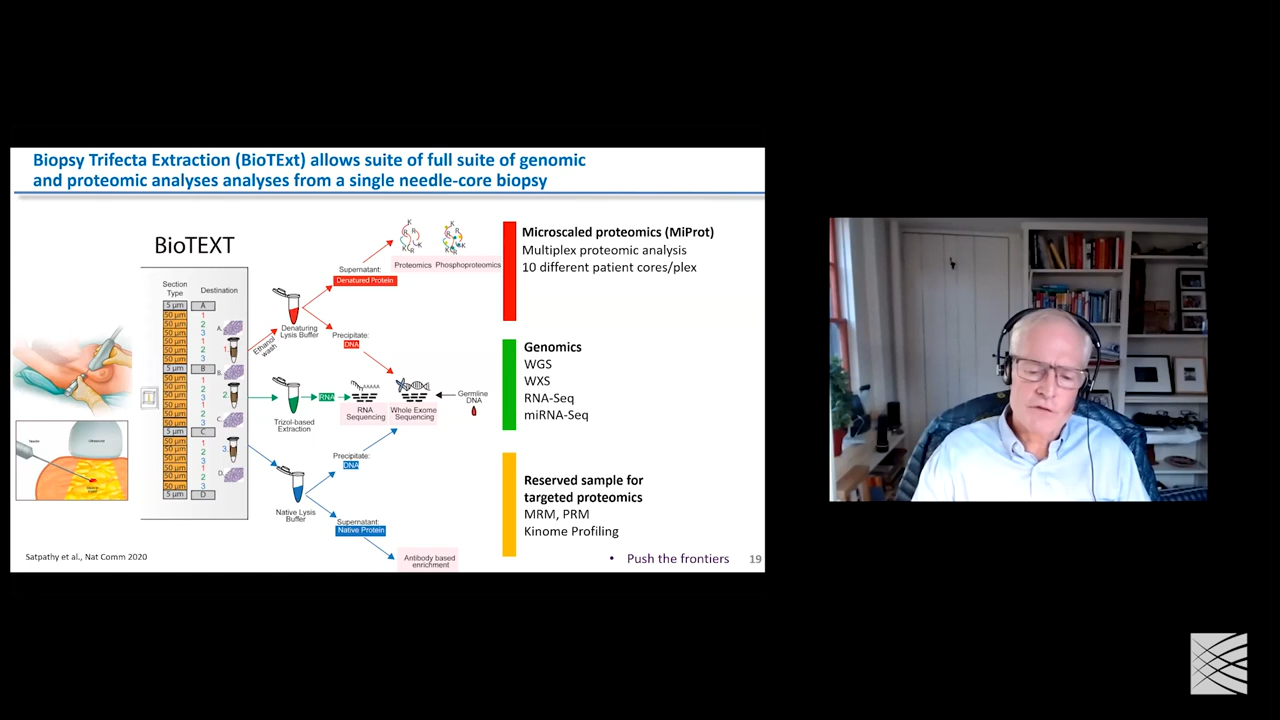 Biopsy Trifecta Extraction (BioTExt) allows suite of full suite of genomic
and proteomic analyses analyses from a single needle-core biopsy
BioTEXT
Section
Type
Destination
5 µm
A
50 µm
1
50 µm
2
50 µm
3
50 µm
1
50 µm
2
50 µm
3
5 µm
B
50 µm
1
50 µm
2
50 µm
3
50 µm
1
50 µm
2
50 µm
3
5 µm
C
50 µm
1
50 µm
2
50 µm
3
50 µm
1
50 µm
2
50 µm
3
5 µm
D
A.
1.
B.
2.
C.
3.
D.
Ethanol
wash
Denaturing
Lysis Buffer
Supernatant:
Denatured Protein
Precipitate:
DNA
K
R
R
K
R
K
R
R
K
R
Proteomics
Phosphoproteomics
Trizol-based
Extraction
RNA
AAAAA
RNA
Sequencing
Whole Exome
Sequencing
Germline
DNA
Native Lysis
Buffer
Precipitate:
DNA
Supernatant:
Native Protein
Antibody based
enrichment
Microscaled proteomics (MiProt)
Multiplex proteomic analysis
10 different patient cores/plex
Genomics
WGS
WXS
RNA-Seq
miRNA-Seq
Reserved sample for
targeted proteomics
MRM, PRM
Kinome Profiling
Satpathy et al., Nat Comm 2020
• Push the frontiers
19